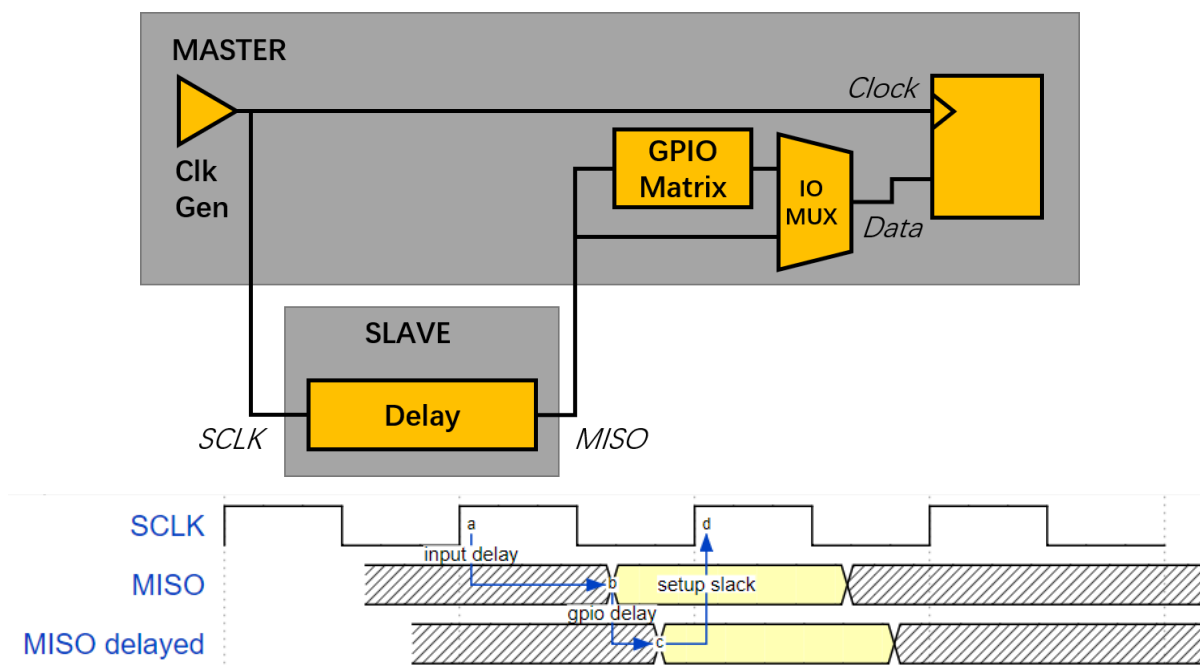 MASTER
Clk
Gen
Clock
GPIO
Matrix
IO
MUX
Data
SLAVE
Delay
SCLK
MISO
SCLK
a
d
input delay
MISO
b
setup slack
gpio delay
MISO delayed
c